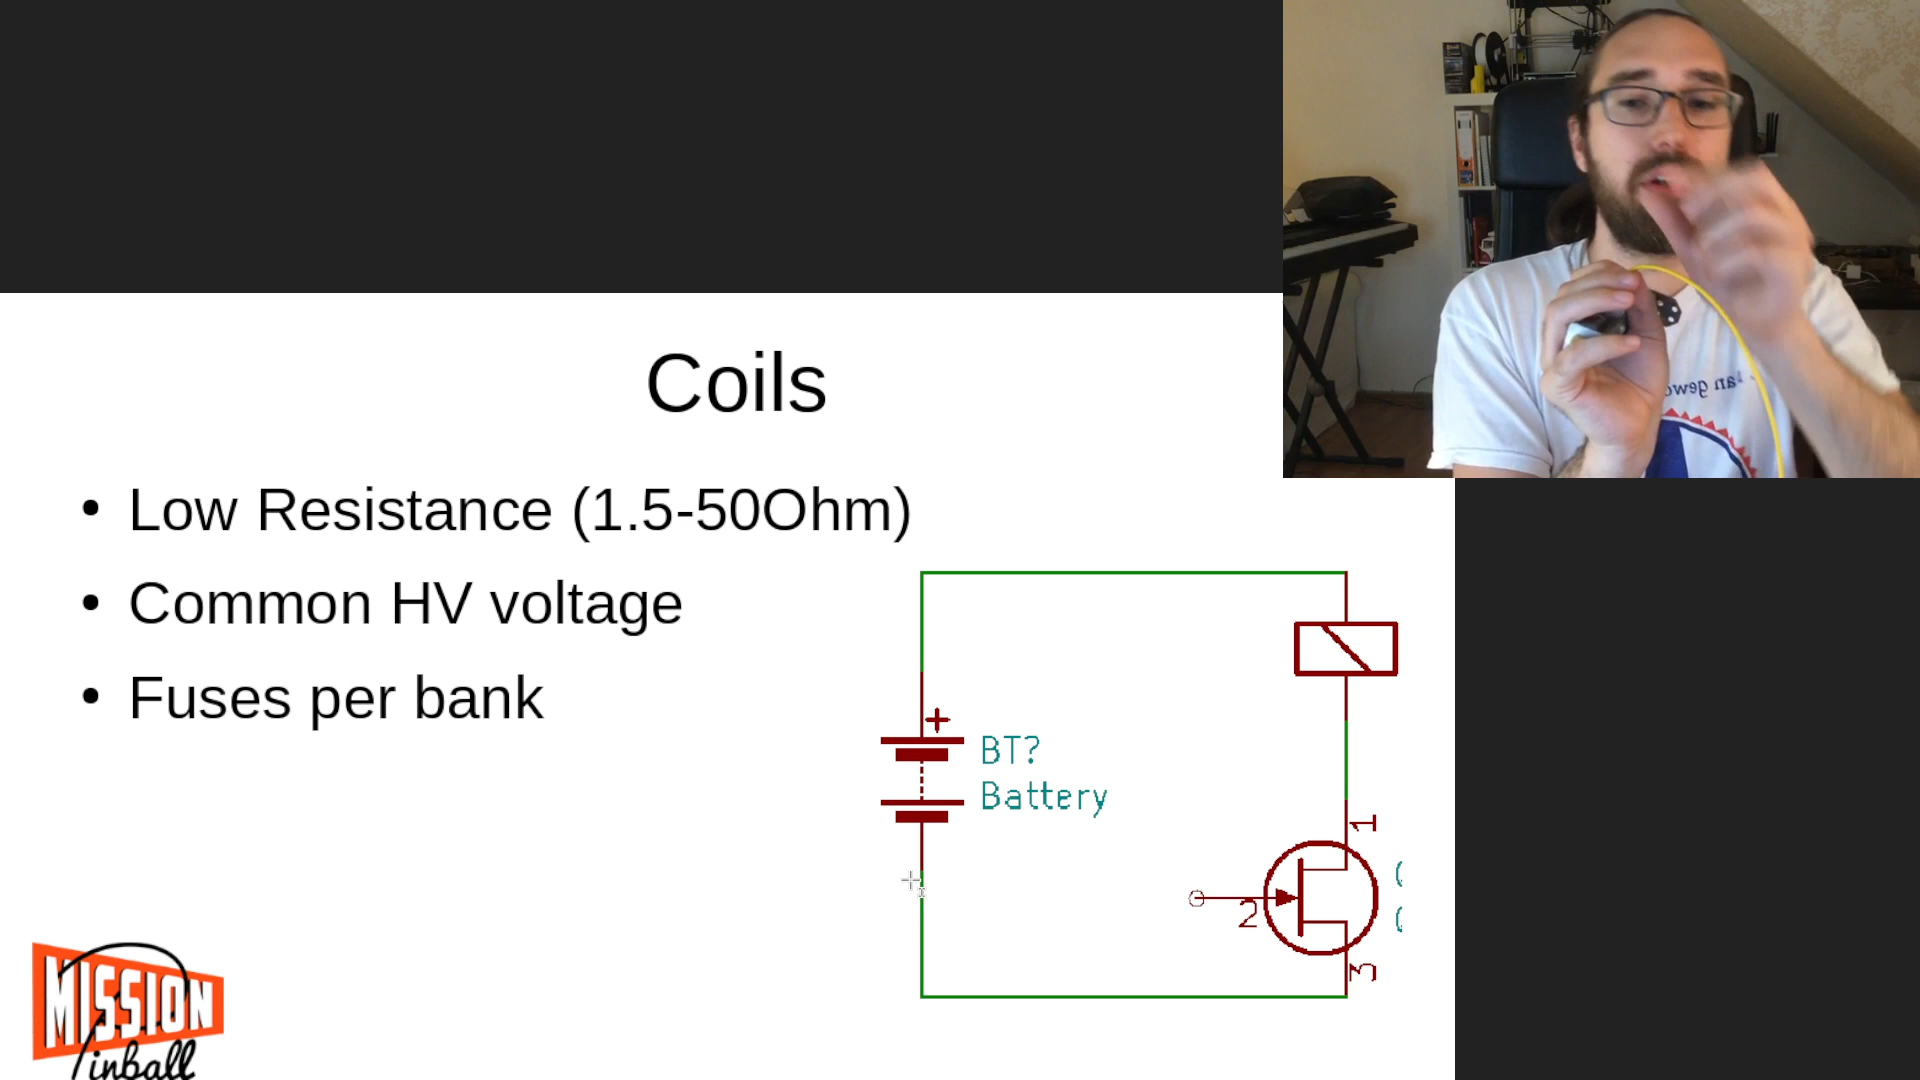 Coils
• Low Resistance (1.5-50Ohm)
• Common HV voltage
• Fuses per bank
+
BT?
Battery
1
2
3
MISSION
Pinball